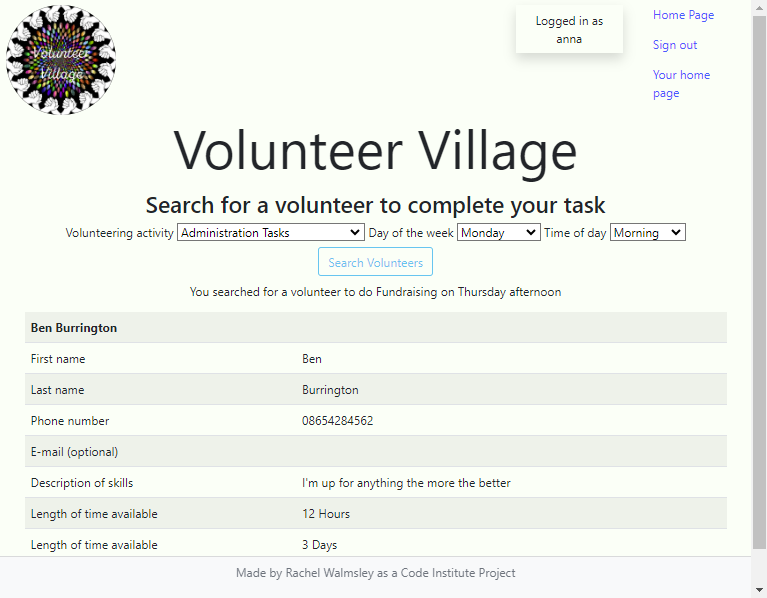 Volunteer
Village
Logged in as
anna
Home Page
Sign out
Your home
page
Volunteer Village
Search for a volunteer to complete your task
Volunteering activity Administration Tasks Day of the week Monday Time of day Morning
Search Volunteers
You searched for a volunteer to do Fundraising on Thursday afternoon
Ben Burrington
First name Ben
Last name Burrington
Phone number 08654284562
E-mail (optional)
Description of skills I'm up for anything the more the better
Length of time available 12 Hours
Length of time available 3 Days
Made by Rachel Walmsley as a Code Institute Project